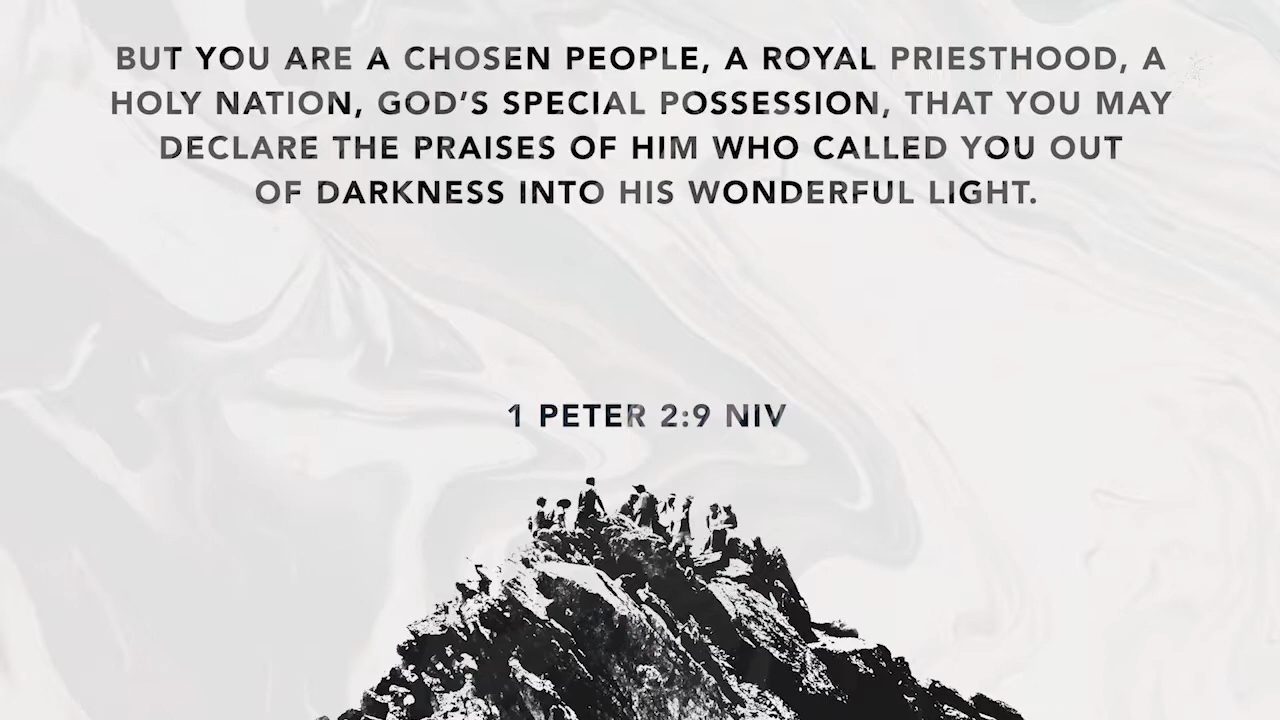 BUT YOU ARE A CHOSEN PEOPLE, A ROYAL PRIESTHOOD, A
HOLY NATION, GOD'S SPECIAL POSSESSION, THAT YOU MAY
DECLARE THE PRAISES OF HIM WHO CALLED YOU OUT
OF DARKNESS INTO HIS WONDERFUL LIGHT.
1 PETER 2:9 NIV